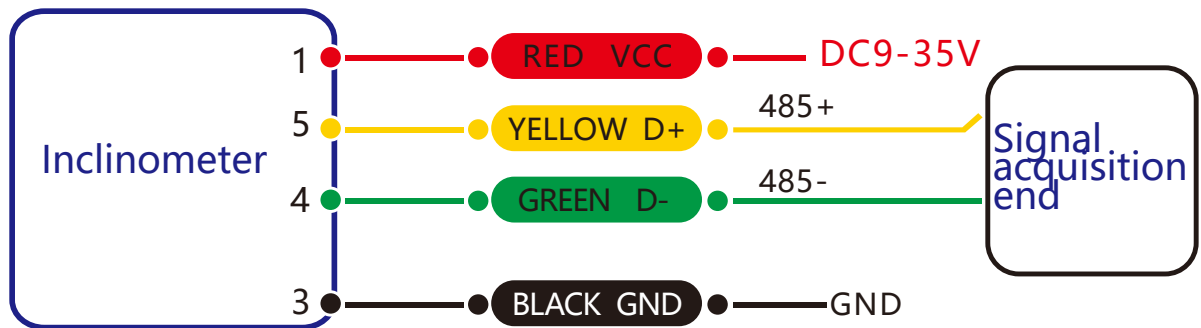 1 RED VCC DC9-35V
5 YELLOW D+ 485+
Inclinometer
Signal
acquisition
end
4 GREEN D- 485-
3 BLACK GND GND